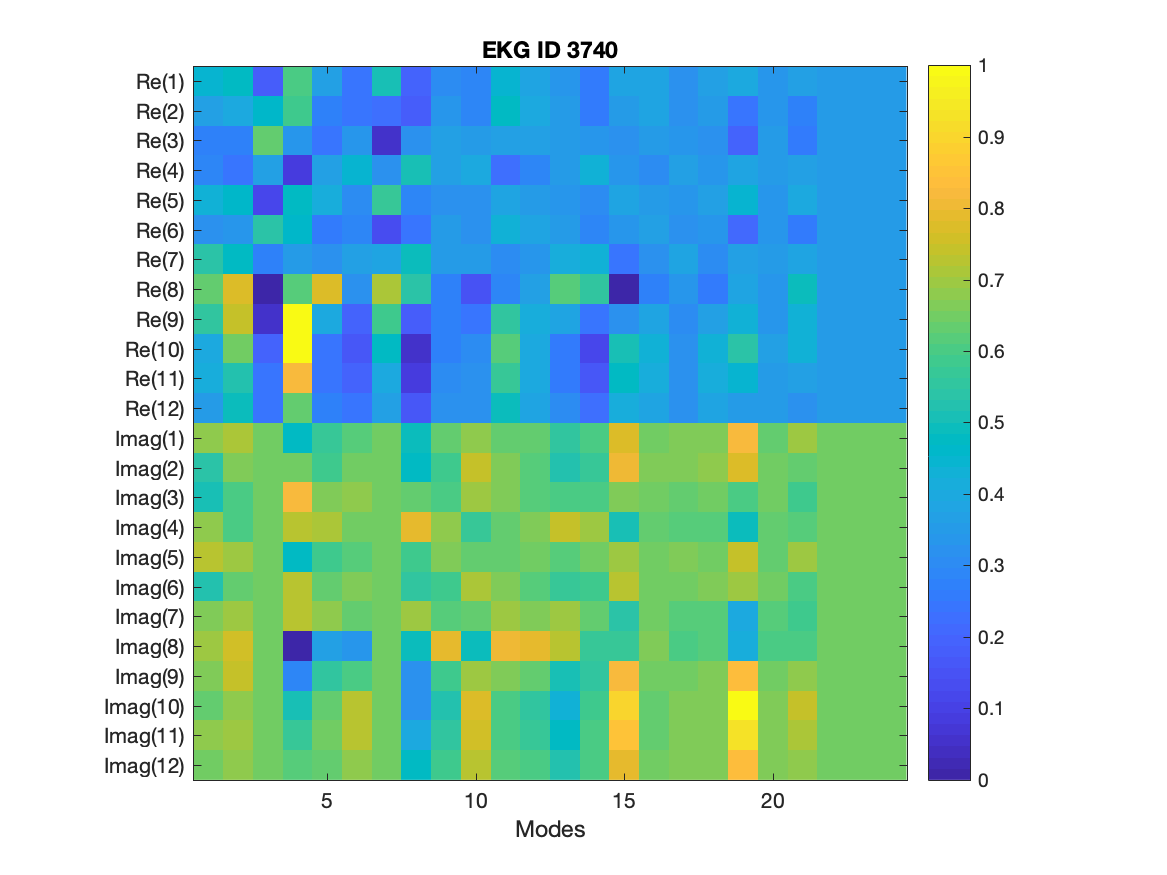 EKG ID 3740
Re(1)
Re(2)
Re(3)
Re(4)
Re(5)
Re(6)
Re(7)
Re(8)
Re(9)
Re(10)
Re(11)
Re(12)
Imag(1)
Imag(2)
Imag(3)
Imag(4)
Imag(5)
Imag(6)
Imag(7)
Imag(8)
Imag(9)
Imag(10)
Imag(11)
Imag(12)
5 10 15 20
Modes
1
0.9
0.8
0.7
0.6
0.5
0.4
0.3
0.2
0.1
0